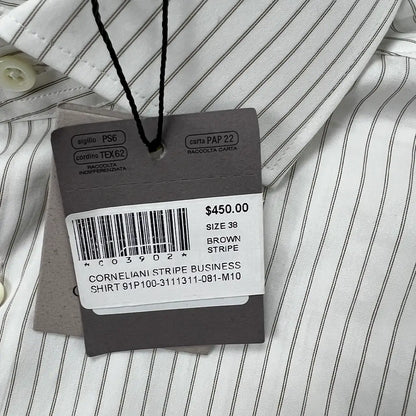 sigillo PS6
cordino TEX62
RACCOLTA
INDIFFERENZIATA
carta PAP 22
RACCOLTA CARTA
$450.00
SIZE 38
*C03902*
BROWN
STRIPE
CORNELIANI STRIPE BUSINESS
SHIRT 91P100-3111311-081-M10